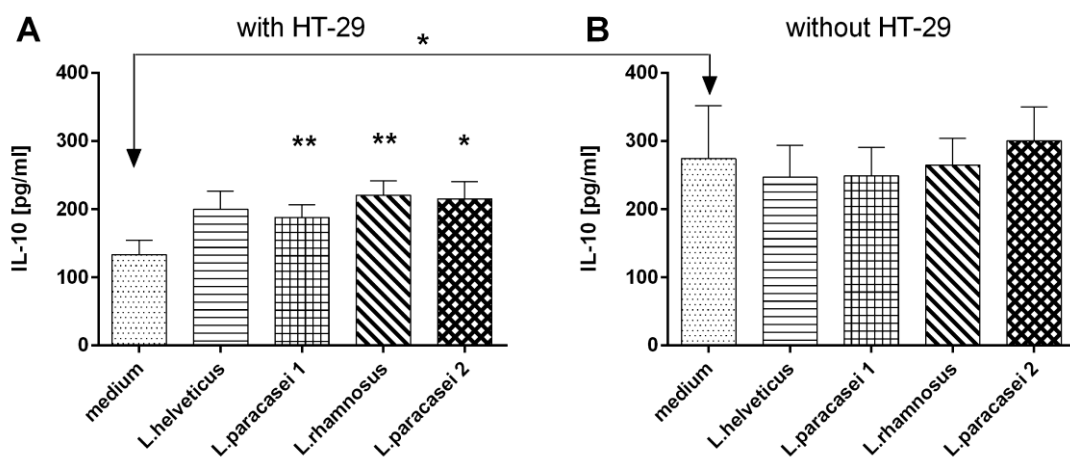 A with HT-29
*
IL-10 [pg/ml]
400
300
200
100
0
**
**
*
medium
L.helveticus
L.paracasei 1
L.rhamnosus
L.paracasei 2
B without HT-29
IL-10 [pg/ml]
400
300
200
100
0
medium
L.helveticus
L.paracasei 1
L.rhamnosus
L.paracasei 2